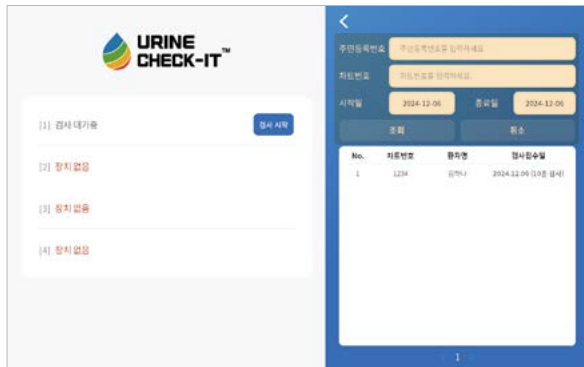 URINE
CHECK-IT™
[1] 검사 대기중
검사 시작
[2] 장치 없음
[3] 장치 없음
[4] 장치 없음
주민등록번호 주민등록번호를 입력하세요.
차트번호 차트번호를 입력하세요.
시작일 2024-12-06 종료일 2024-12-06
조회 취소
No. 차트번호 환자명 검사접수일
1 1234 김하나 2024.12.06 (10종 검사)
1